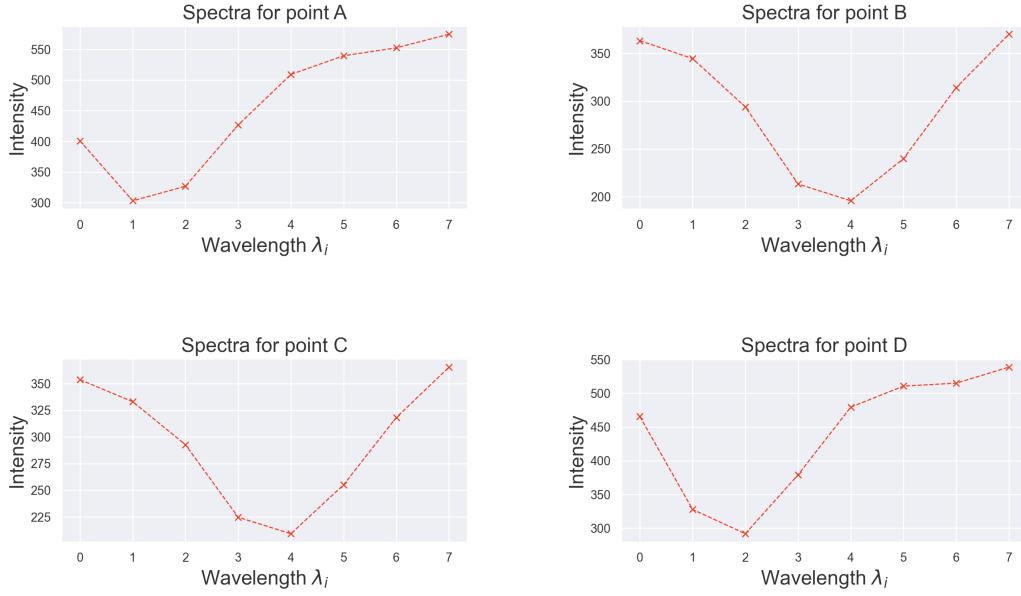 Spectra for point A
Intensity
550
500
450
400
350
300
0 1 2 3 4 5 6 7
Wavelength λᵢ
Spectra for point B
Intensity
350
300
250
200
0 1 2 3 4 5 6 7
Wavelength λᵢ
Spectra for point C
Intensity
350
325
300
275
250
225
0 1 2 3 4 5 6 7
Wavelength λᵢ
Spectra for point D
Intensity
550
500
450
400
350
300
0 1 2 3 4 5 6 7
Wavelength λᵢ